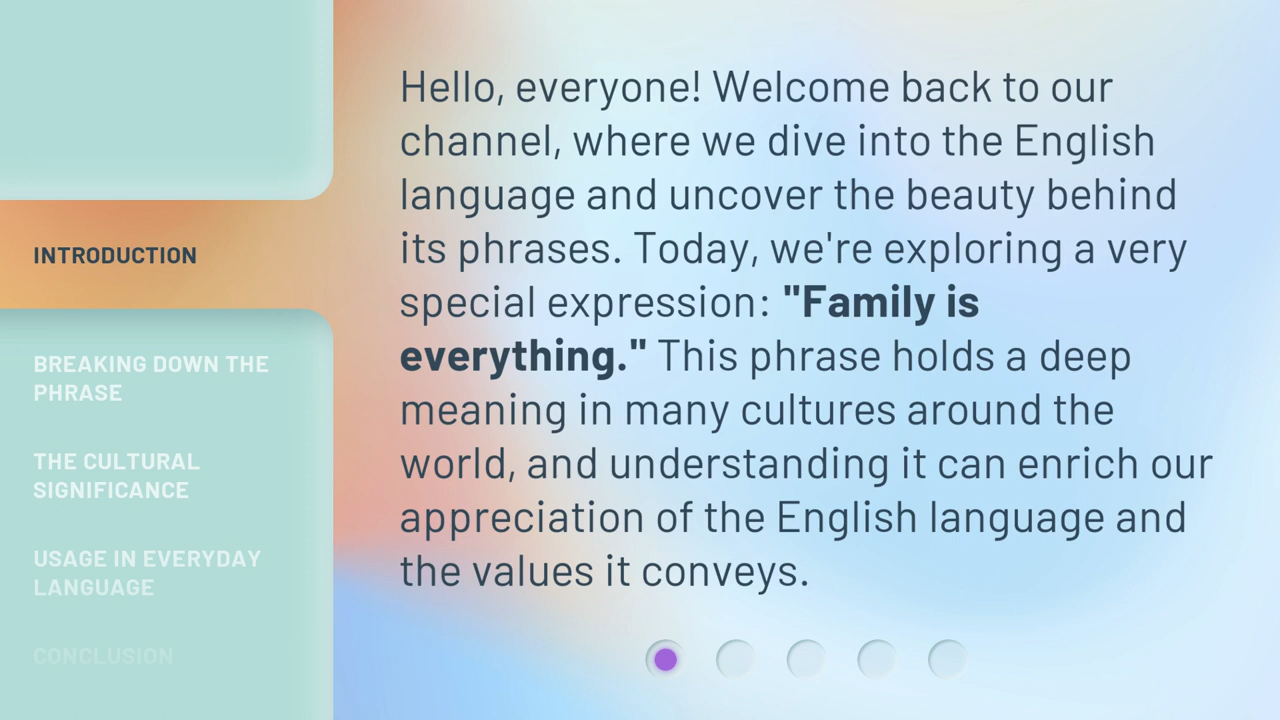 INTRODUCTION
BREAKING DOWN THE
PHRASE
THE CULTURAL
SIGNIFICANCE
USAGE IN EVERYDAY
LANGUAGE
CONCLUSION
Hello, everyone! Welcome back to our
channel, where we dive into the English
language and uncover the beauty behind
its phrases. Today, we're exploring a very
special expression: "Family is
everything." This phrase holds a deep
meaning in many cultures around the
world, and understanding it can enrich our
appreciation of the English language and
the values it conveys.